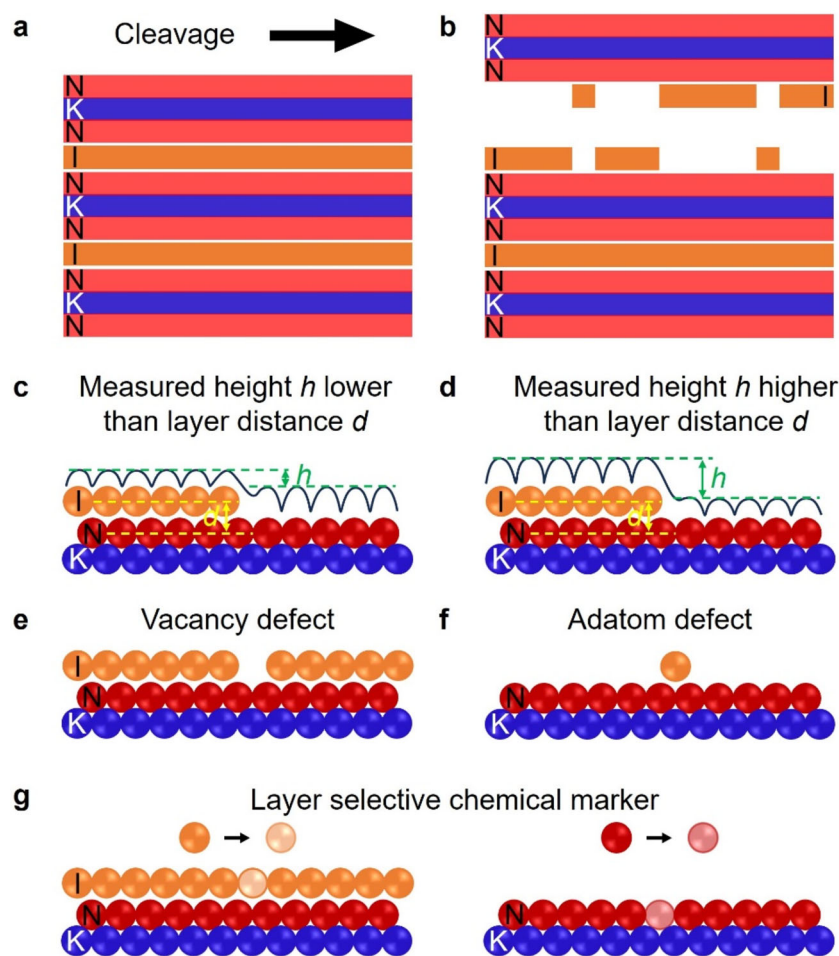 a
Cleavage
N
K
N
I
N
K
N
I
N
K
N
b
N
K
N
I
I
N
K
N
I
N
K
N
c
Measured height h lower
than layer distance d
h
I
d
N
K
d
Measured height h higher
than layer distance d
h
I
d
N
K
e
Vacancy defect
I
N
K
f
Adatom defect
N
K
g
Layer selective chemical marker
I
N
K
N
K